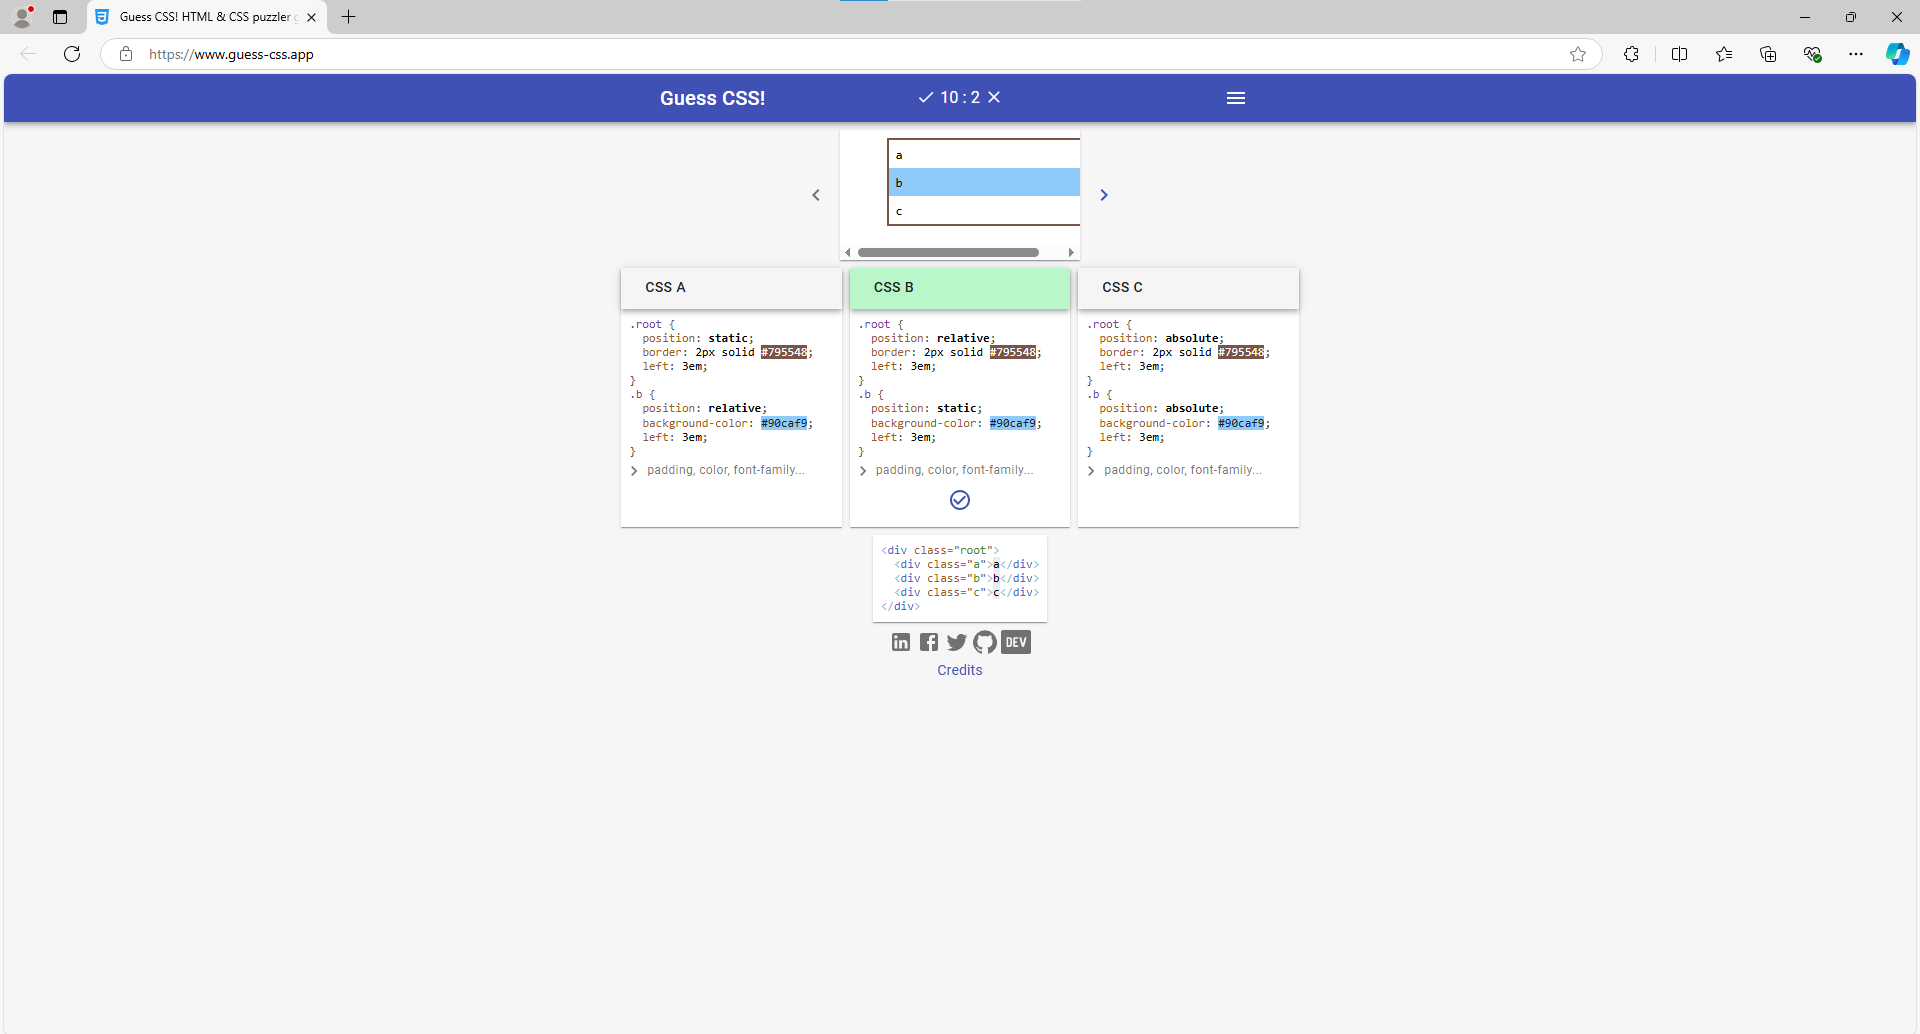 Guess CSS! HTML & CSS puzzler g
https://www.guess-css.app
Guess CSS!
10 : 2
a
b
c
CSS A
.root {
  position: static;
  border: 2px solid #795548;
  left: 3em;
}
.b {
  position: relative;
  background-color: #90caf9;
  left: 3em;
}
padding, color, font-family...
CSS B
.root {
  position: relative;
  border: 2px solid #795548;
  left: 3em;
}
.b {
  position: static;
  background-color: #90caf9;
  left: 3em;
}
padding, color, font-family...
CSS C
.root {
  position: absolute;
  border: 2px solid #795548;
  left: 3em;
}
.b {
  position: absolute;
  background-color: #90caf9;
  left: 3em;
}
padding, color, font-family...
<div class="root">
  <div class="a">a</div>
  <div class="b">b</div>
  <div class="c">c</div>
</div>
in
DEV
Credits